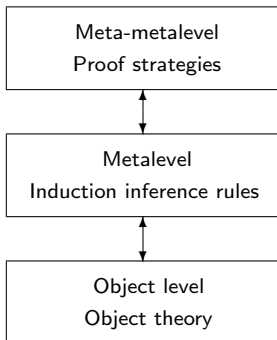 Meta-metalevel
Proof strategies
Metalevel
Induction inference rules
Object level
Object theory